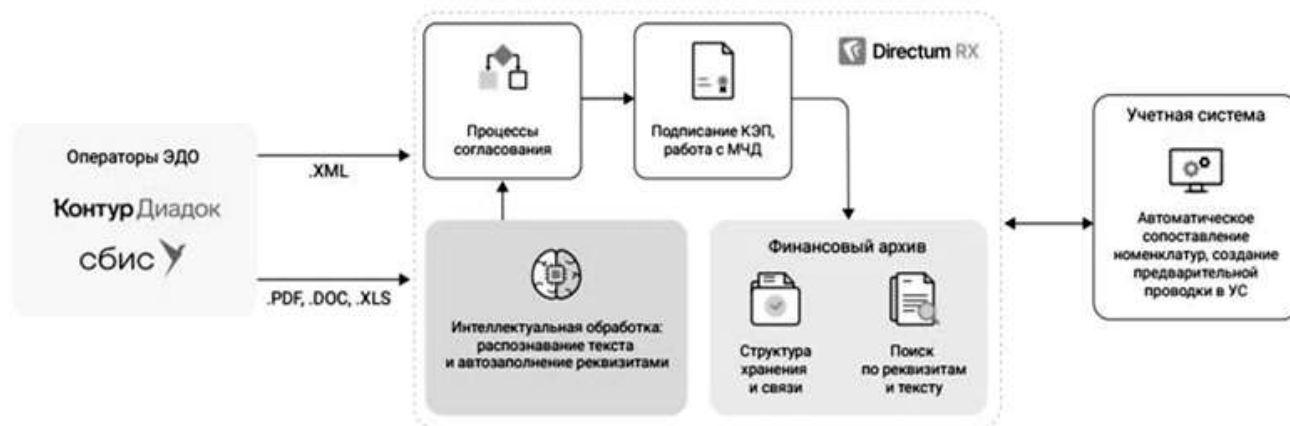 Операторы ЭДО
Контур Диадок
сбис
.XML
.PDF, .DOC, .XLS
Процессы
согласования
Подписание КЭП,
работа с МЧД
Directum RX
Интеллектуальная обработка:
распознавание текста
и автозаполнение реквизитами
Финансовый архив
Структура
хранения
и связи
Поиск
по реквизитам
и тексту
Учетная система
Автоматическое
сопоставление
номенклатур, создание
предварительной
проводки в УС